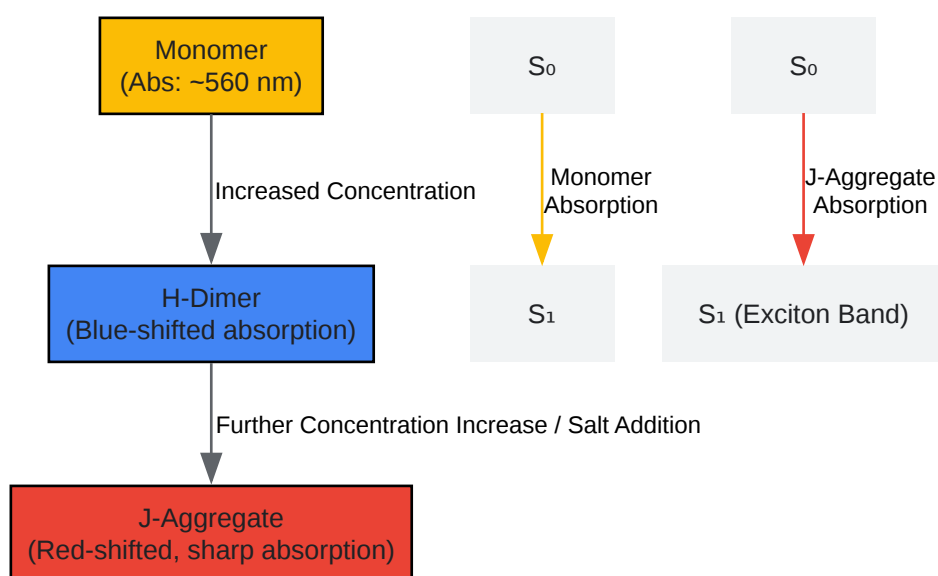 Monomer
(Abs: ~560 nm)
S₀
S₀
Increased Concentration
Monomer
Absorption
J-Aggregate
Absorption
H-Dimer
(Blue-shifted absorption)
S₁
S₁ (Exciton Band)
Further Concentration Increase / Salt Addition
J-Aggregate
(Red-shifted, sharp absorption)